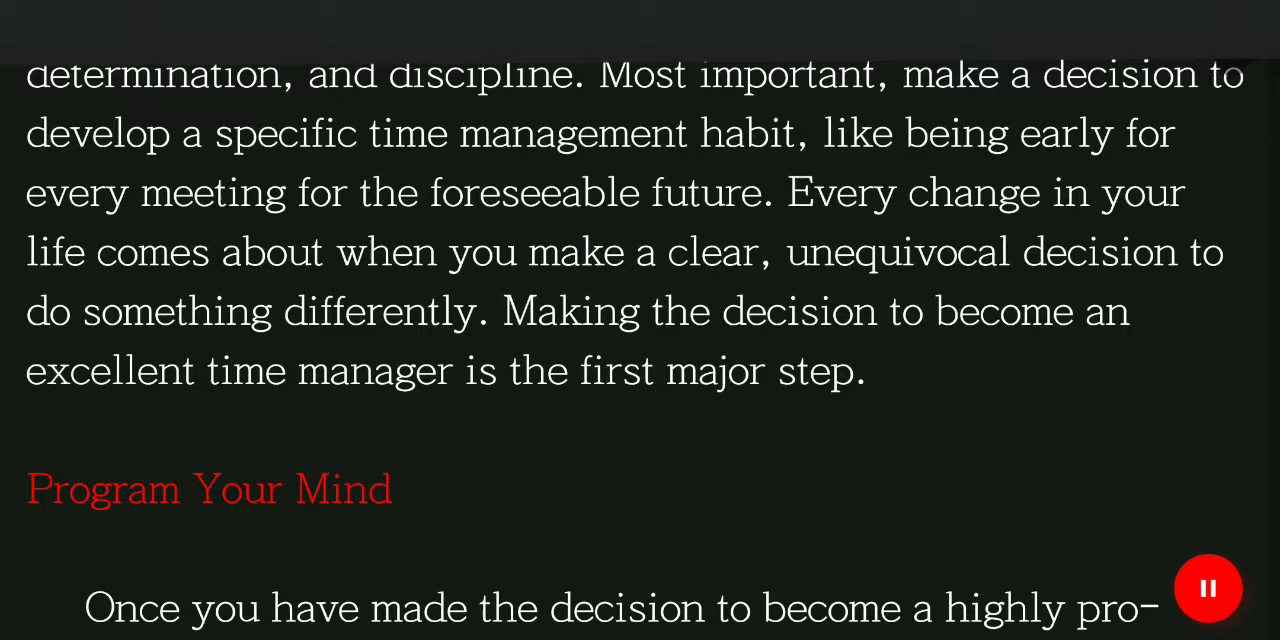 determination, and discipline. Most important, make a decision to
develop a specific time management habit, like being early for
every meeting for the foreseeable future. Every change in your
life comes about when you make a clear, unequivocal decision to
do something differently. Making the decision to become an
excellent time manager is the first major step.
Program Your Mind
Once you have made the decision to become a highly pro-